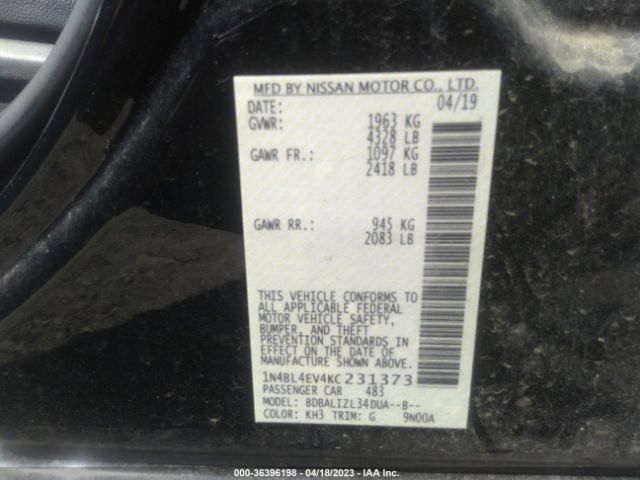 MFD BY NISSAN MOTOR CO., LTD.
DATE: 04/19
GVWR: 1963 KG
4328 LB
GAWR FR.: 1097 KG
2418 LB
GAWR RR.: 945 KG
2083 LB
THIS VEHICLE CONFORMS TO
ALL APPLICABLE FEDERAL
MOTOR VEHICLE SAFETY,
BUMPER, AND THEFT
PREVENTION STANDARDS IN
EFFECT ON THE DATE OF
MANUFACTURE SHOWN ABOVE.
1N4BL4EV4KC231373
PASSENGER CAR 483
MODEL: BDBALIZL34DUA--B--
COLOR: KH3 TRIM: G 9N00A
000-36396198 - 04/18/2023 - IAA Inc.